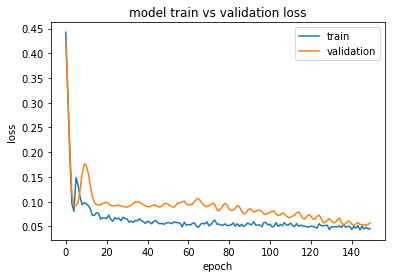 model train vs validation loss
train
validation
loss
0.45
0.40
0.35
0.30
0.25
0.20
0.15
0.10
0.05
0 20 40 60 80 100 120 140
epoch